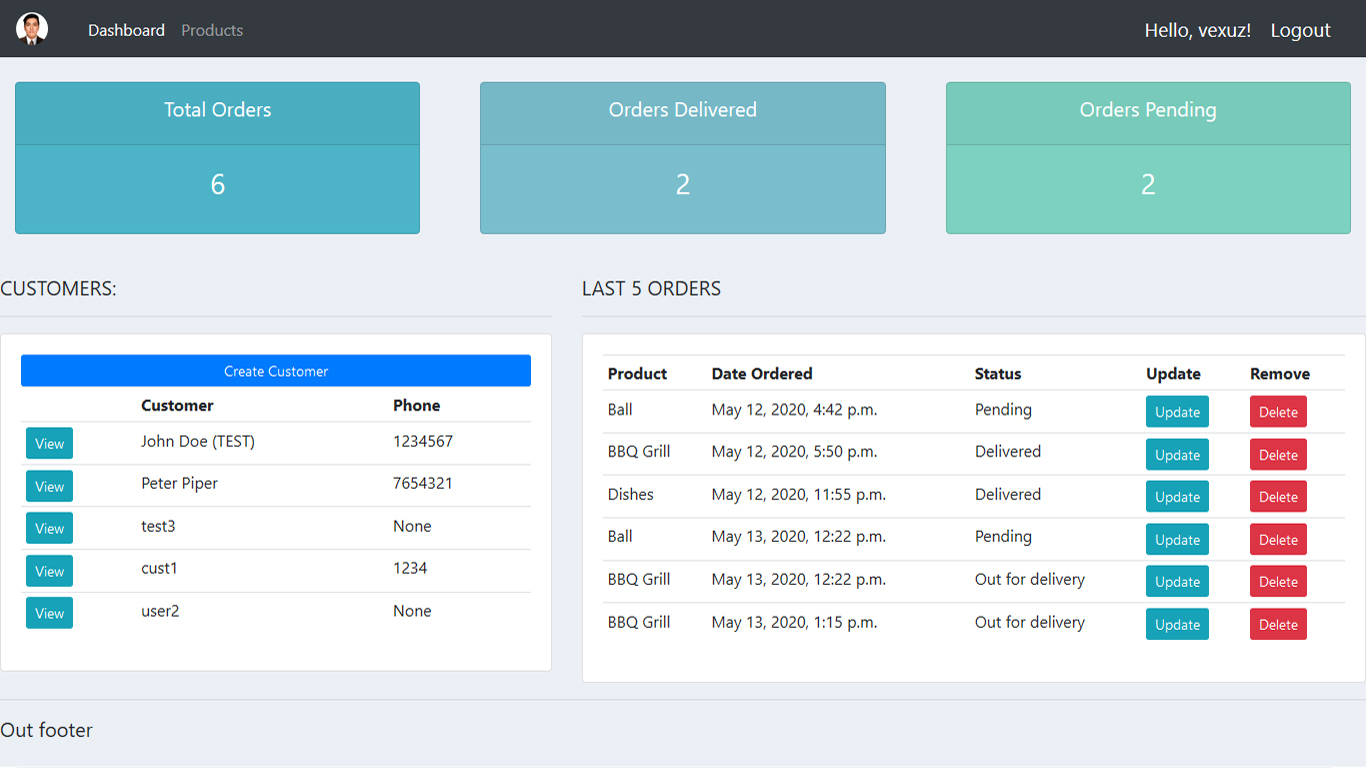 Dashboard Products Hello, vexuz! Logout
Total Orders
6
Orders Delivered
2
Orders Pending
2
CUSTOMERS:
Create Customer
Customer Phone
View John Doe (TEST) 1234567
View Peter Piper 7654321
View test3 None
View cust1 1234
View user2 None
LAST 5 ORDERS
Product Date Ordered Status Update Remove
Ball May 12, 2020, 4:42 p.m. Pending Update Delete
BBQ Grill May 12, 2020, 5:50 p.m. Delivered Update Delete
Dishes May 12, 2020, 11:55 p.m. Delivered Update Delete
Ball May 13, 2020, 12:22 p.m. Pending Update Delete
BBQ Grill May 13, 2020, 12:22 p.m. Out for delivery Update Delete
BBQ Grill May 13, 2020, 1:15 p.m. Out for delivery Update Delete
Out footer